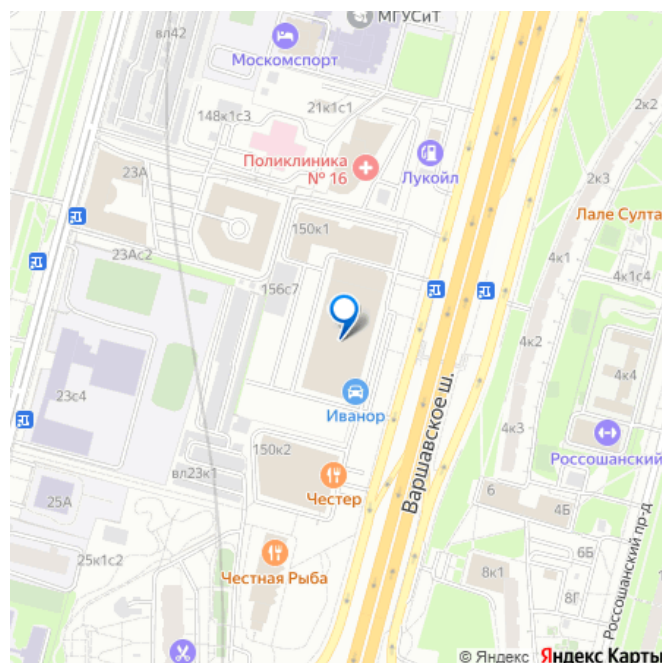 вл42
МГУСиТ
Москомспорт
2к2
148к1с3
21к1с1
Поликлиника
№ 16
Лукойл
23А
2к3
Лале Султа
150к1
23Ас2
4к1
4к1с4
156с7
4к2
23с4
Иванор
4к4
Варшавское ш.
4к3
Россошанский
150к2
вл23к1
Честер
6
4Б
25А
Честная Рыба
6Б
25к1с2
8к1
8Г
Россошанский пр-д
© Яндекс Яндекс Карты